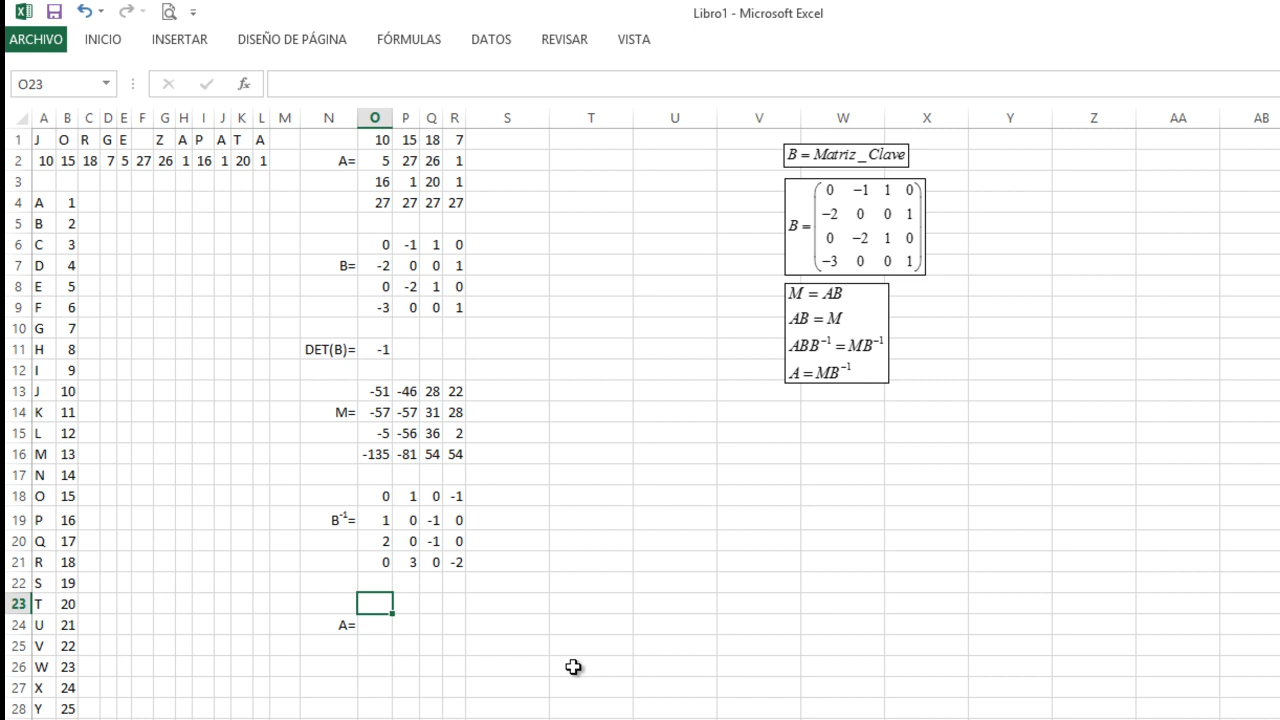 Libro1 - Microsoft Excel
ARCHIVO INICIO INSERTAR DISEÑO DE PÁGINA FÓRMULAS DATOS REVISAR VISTA
O23 fx
A B C D E F G H I J K L M N O P Q R S T U V W X Y Z AA AB
1 J O R G E Z A P A T A 10 15 18 7
2 10 15 18 7 5 27 26 1 16 1 20 1 A= 5 27 26 1
3 16 1 20 1
4 A 1 27 27 27 27
5 B 2
6 C 3 0 -1 1 0
7 D 4 B= -2 0 0 1
8 E 5 0 -2 1 0
9 F 6 -3 0 0 1
10 G 7
11 H 8 DET(B)= -1
12 I 9
13 J 10 -51 -46 28 22
14 K 11 M= -57 -57 31 28
15 L 12 -5 -56 36 2
16 M 13 -135 -81 54 54
17 N 14
18 O 15 0 1 0 -1
19 P 16 B-1= 1 0 -1 0
20 Q 17 2 0 -1 0
21 R 18 0 3 0 -2
22 S 19
23 T 20
24 U 21 A=
25 V 22
26 W 23
27 X 24
28 Y 25
B = Matriz_Clave
0 −1 1 0
−2 0 0 1
B =
0 −2 1 0
−3 0 0 1
M = AB
AB = M
ABB−1 = MB−1
A = MB−1